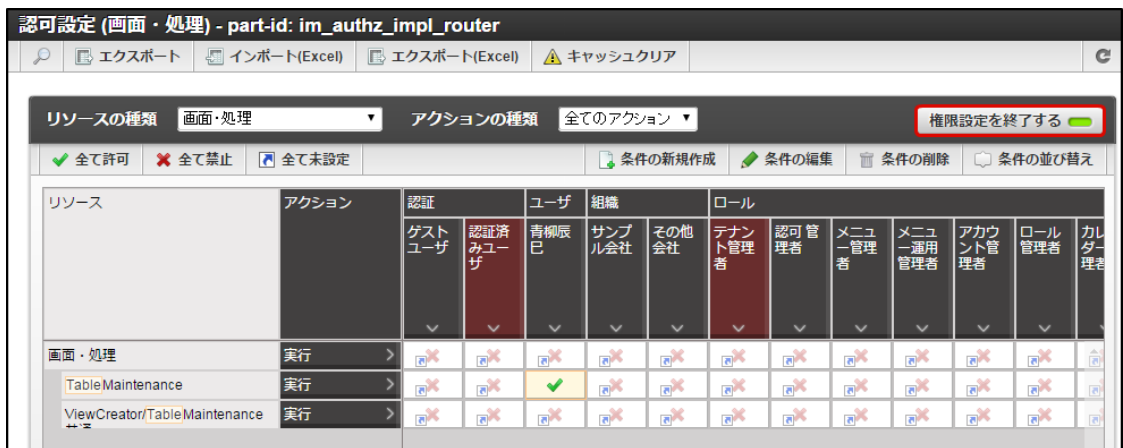 認可設定 (画面・処理) - part-id: im_authz_impl_router
エクスポート インポート(Excel) エクスポート(Excel) キャッシュクリア
リソースの種類 画面・処理 アクションの種類 全てのアクション 権限設定を終了する
全て許可 全て禁止 全て未設定 条件の新規作成 条件の編集 条件の削除 条件の並び替え
リソース アクション 認証 ユーザ 組織 ロール
ゲストユーザ 認証済みユーザ 青柳辰巳 サンプル会社 その他会社 テナント管理者 認可管理者 メニュー管理者 メニュー運用管理者 アカウント管理者 ロール管理者
画面・処理 実行
TableMaintenance 実行
ViewCreator/TableMaintenance 実行